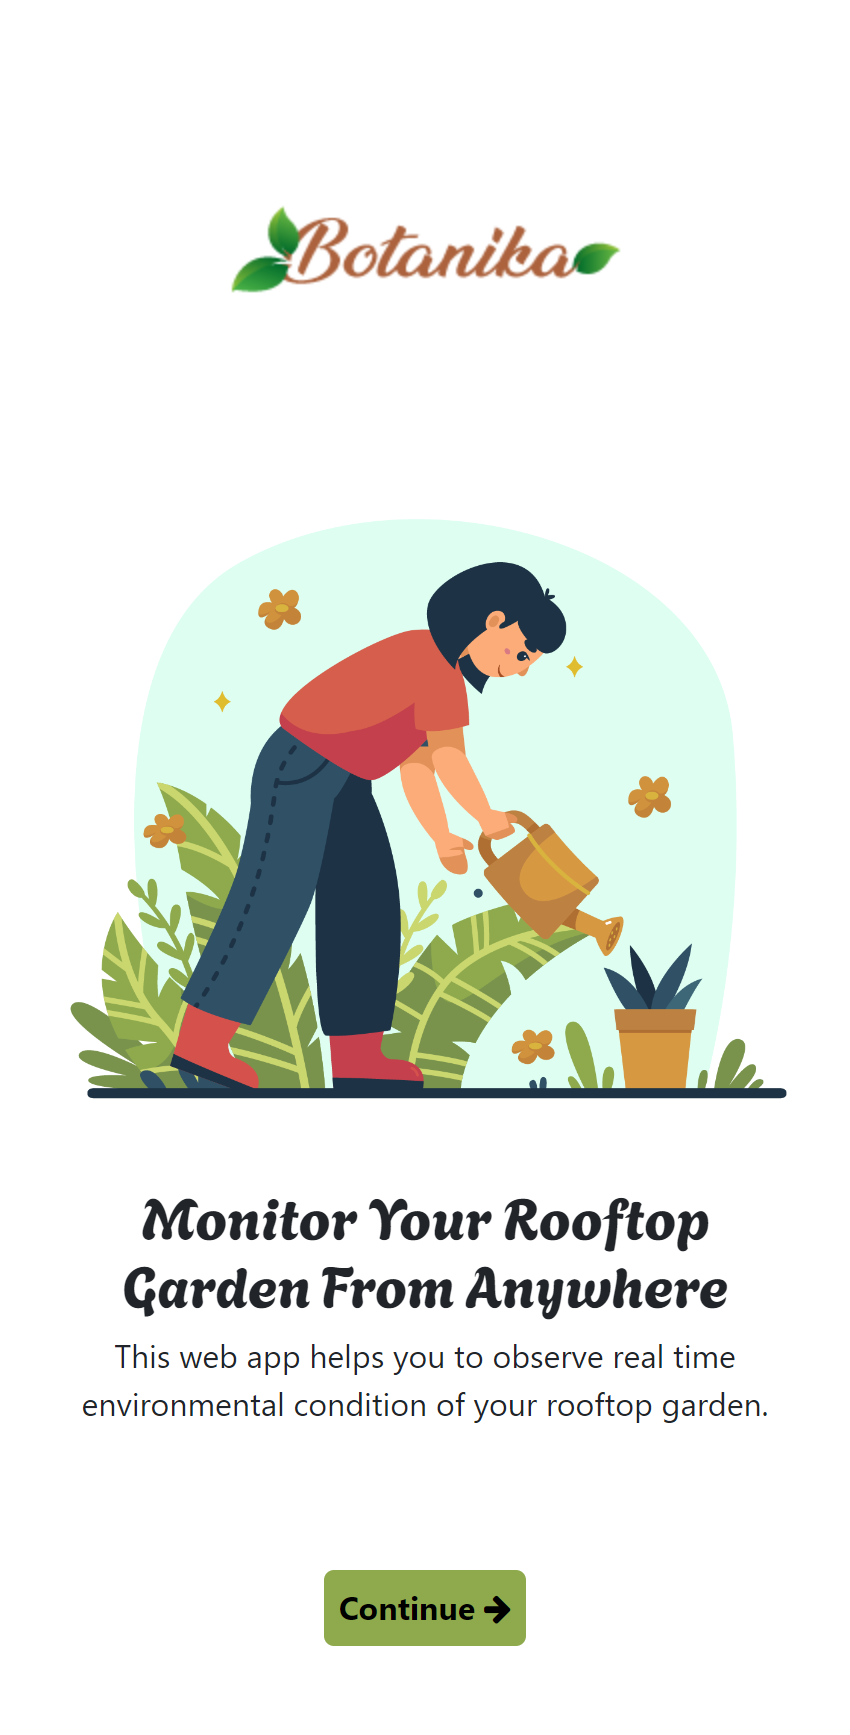 Botanika
Monitor Your Rooftop
Garden From Anywhere
This web app helps you to observe real time
environmental condition of your rooftop garden.
Continue